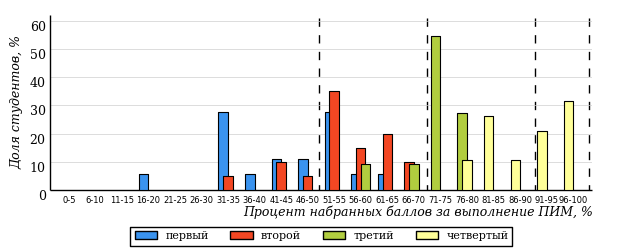 Доля студентов, %
60
50
40
30
20
10
0
0-5 6-10 11-15 16-20 21-25 26-30 31-35 36-40 41-45 46-50 51-55 56-60 61-65 66-70 71-75 76-80 81-85 86-90 91-95 96-100
Процент набранных баллов за выполнение ПИМ, %
первый второй третий четвертый